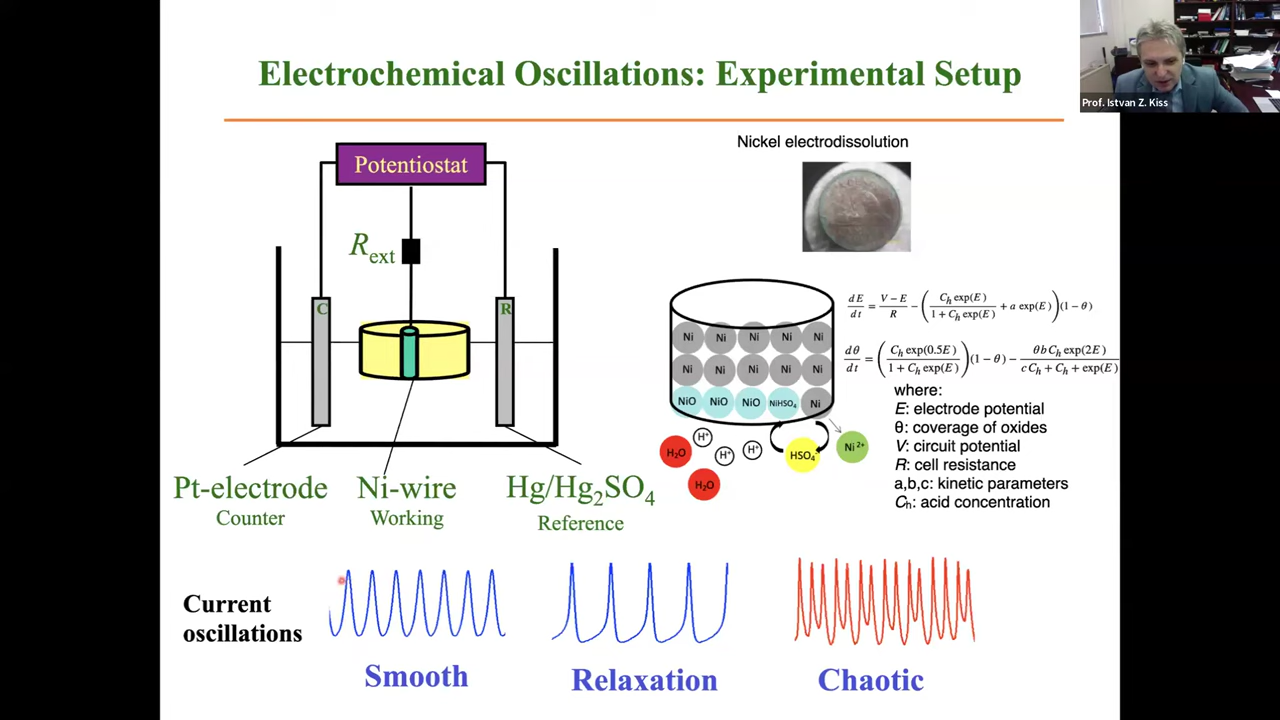 Electrochemical Oscillations: Experimental Setup
Prof. Istvan Z. Kiss
Potentiostat
R_ext
C
R
Pt-electrode
Counter
Ni-wire
Working
Hg/Hg₂SO₄
Reference
Nickel electrodissolution
Ni Ni Ni Ni Ni
Ni Ni Ni Ni Ni
NiO NiO NiO NiHSO₄ Ni
H⁺
H⁺
H⁺
H₂O
H₂O
HSO₄⁻
Ni²⁺
dE/dt = (V − E)/R − (C_h exp(E)/(1 + C_h exp(E)) + a exp(E))(1 − θ)
dθ/dt = (C_h exp(0.5E)/(1 + C_h exp(E)))(1 − θ) − θb C_h exp(2E)/(c C_h + C_h + exp(E))
where:
E: electrode potential
θ: coverage of oxides
V: circuit potential
R: cell resistance
a,b,c: kinetic parameters
Cₕ: acid concentration
Current
oscillations
Smooth
Relaxation
Chaotic